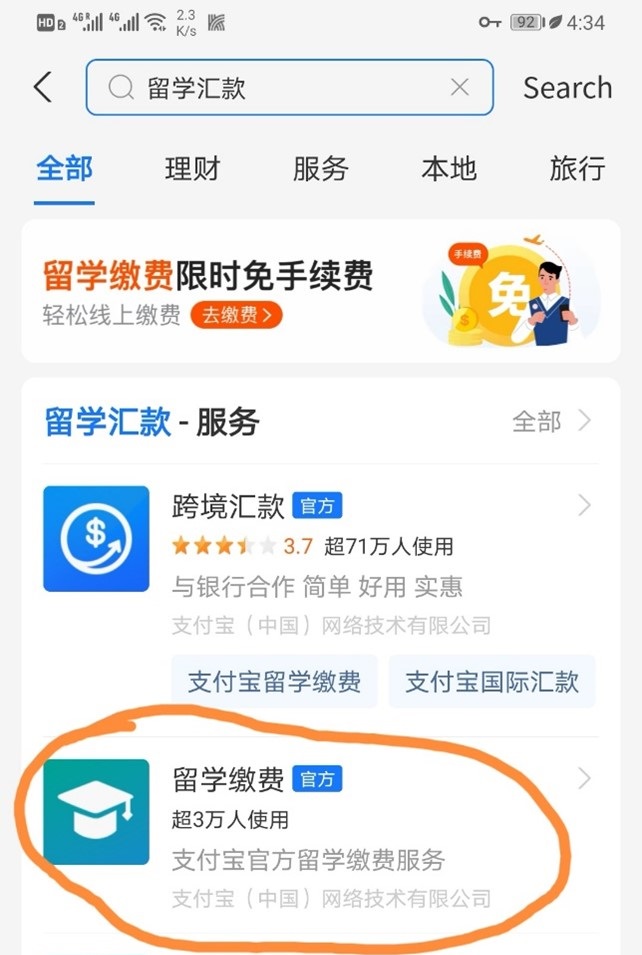 HD 2 4G R 4G 2.3 K/s 92 4:34
留学汇款 Search
全部 理财 服务 本地 旅行
留学缴费限时免手续费
轻松线上缴费 去缴费>
手续费
免
$
留学汇款 - 服务 全部
$
跨境汇款 官方
3.7 超71万人使用
与银行合作 简单 好用 实惠
支付宝（中国）网络技术有限公司
支付宝留学缴费 支付宝国际汇款
留学缴费 官方
超3万人使用
支付宝官方留学缴费服务
支付宝（中国）网络技术有限公司